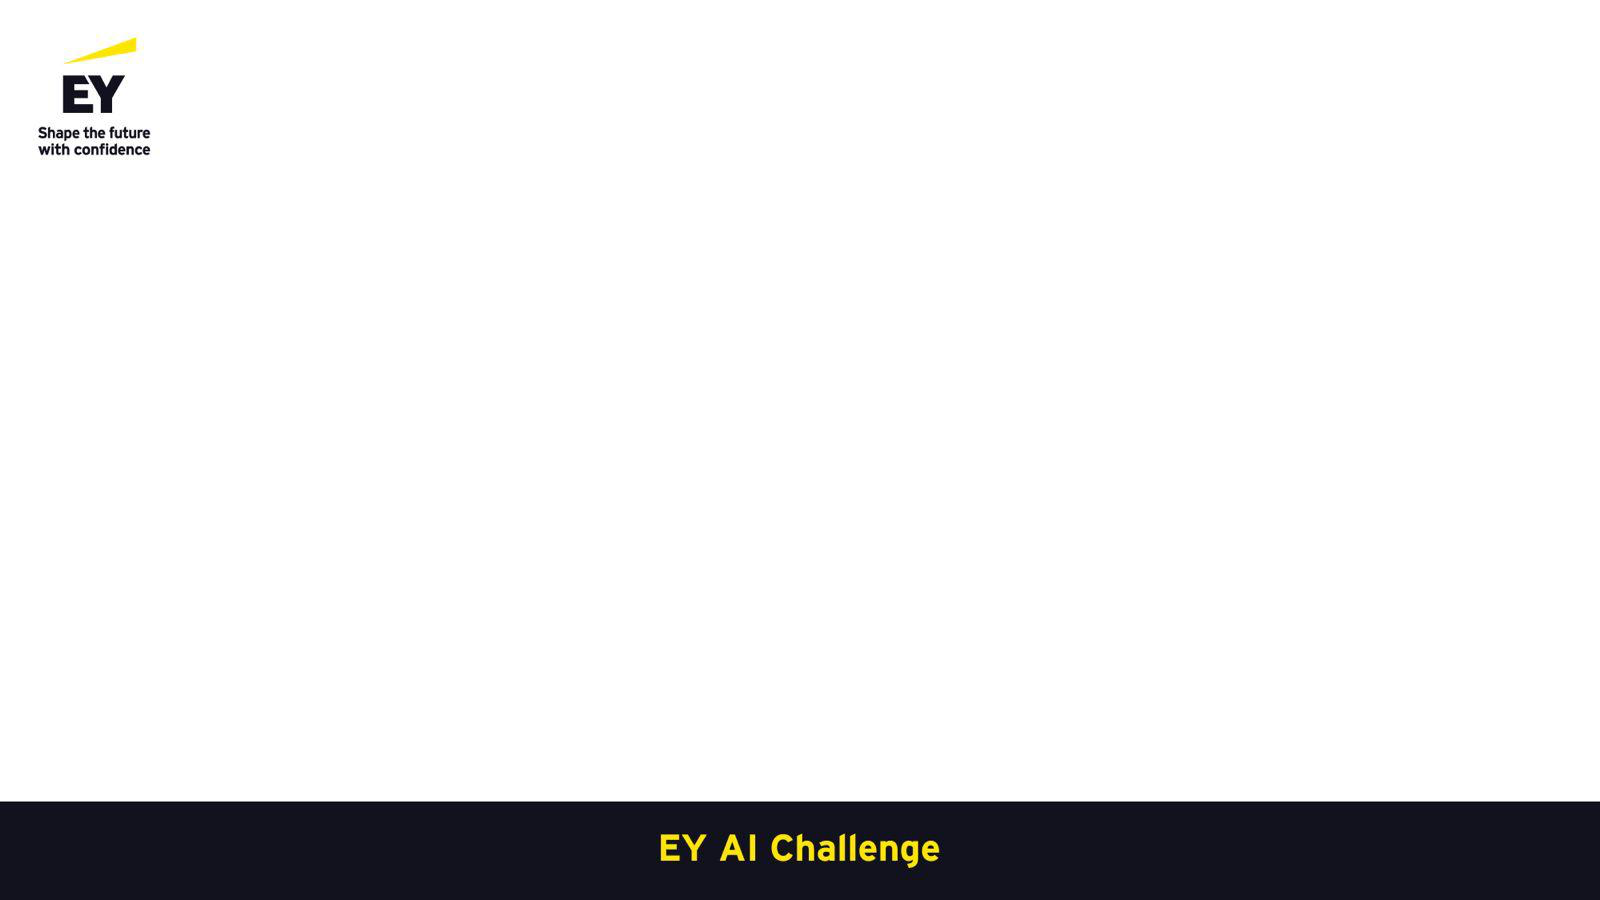 EY
Shape the future
with confidence
EY AI Challenge